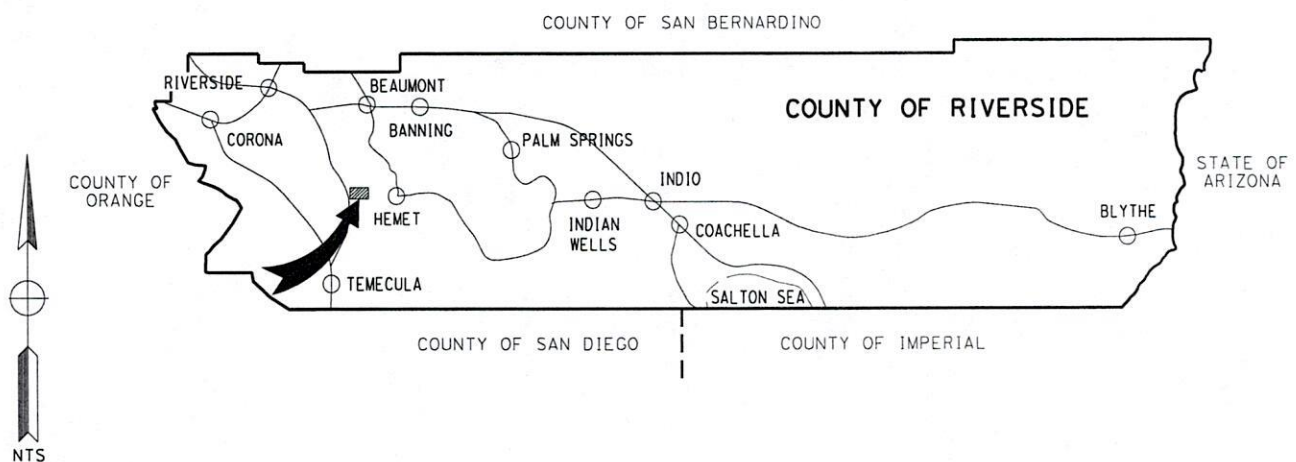 COUNTY OF SAN BERNARDINO
RIVERSIDE
BEAUMONT
COUNTY OF RIVERSIDE
CORONA
BANNING
PALM SPRINGS
STATE OF
ARIZONA
COUNTY OF
ORANGE
INDIO
HEMET
INDIAN
WELLS
COACHELLA
BLYTHE
TEMECULA
SALTON SEA
COUNTY OF SAN DIEGO
COUNTY OF IMPERIAL
NTS